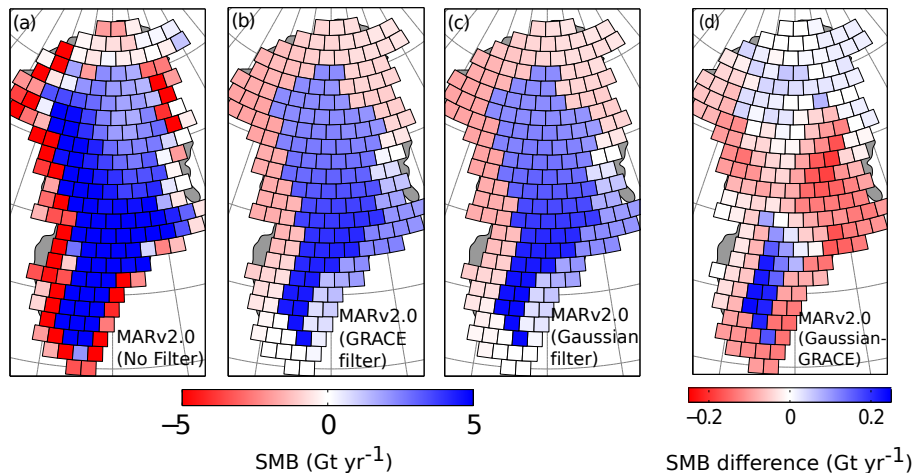 (a)
(b)
(c)
(d)
MARv2.0
(No Filter)
MARv2.0
(GRACE
filter)
MARv2.0
(Gaussian
filter)
MARv2.0
(Gaussian-
GRACE)
−5
0
5
SMB (Gt yr⁻¹)
−0.2
0
0.2
SMB difference (Gt yr⁻¹)